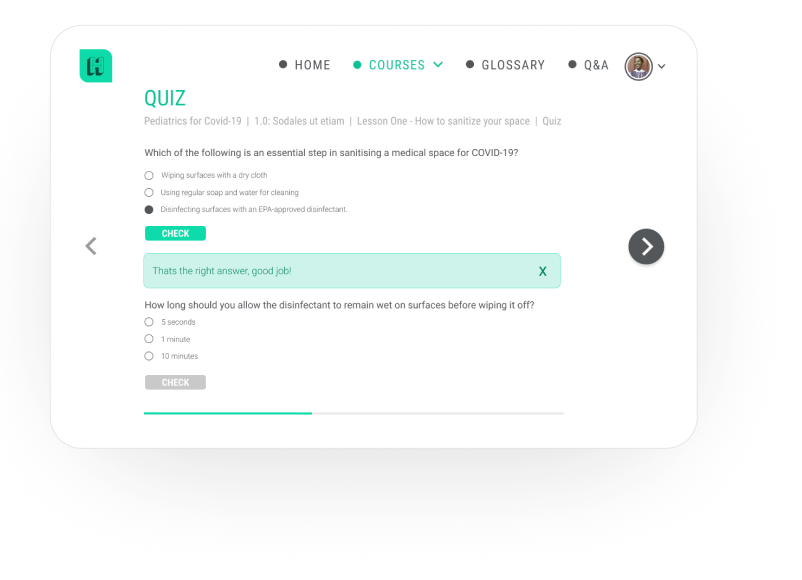 HOME COURSES GLOSSARY Q&A
QUIZ
Pediatrics for Covid-19 | 1.0: Sodales ut etiam | Lesson One - How to sanitize your space | Quiz
Which of the following is an essential step in sanitising a medical space for COVID-19?
Wiping surfaces with a dry cloth
Using regular soap and water for cleaning
Disinfecting surfaces with an EPA-approved disinfectant.
CHECK
Thats the right answer, good job! X
How long should you allow the disinfectant to remain wet on surfaces before wiping it off?
5 seconds
1 minute
10 minutes
CHECK